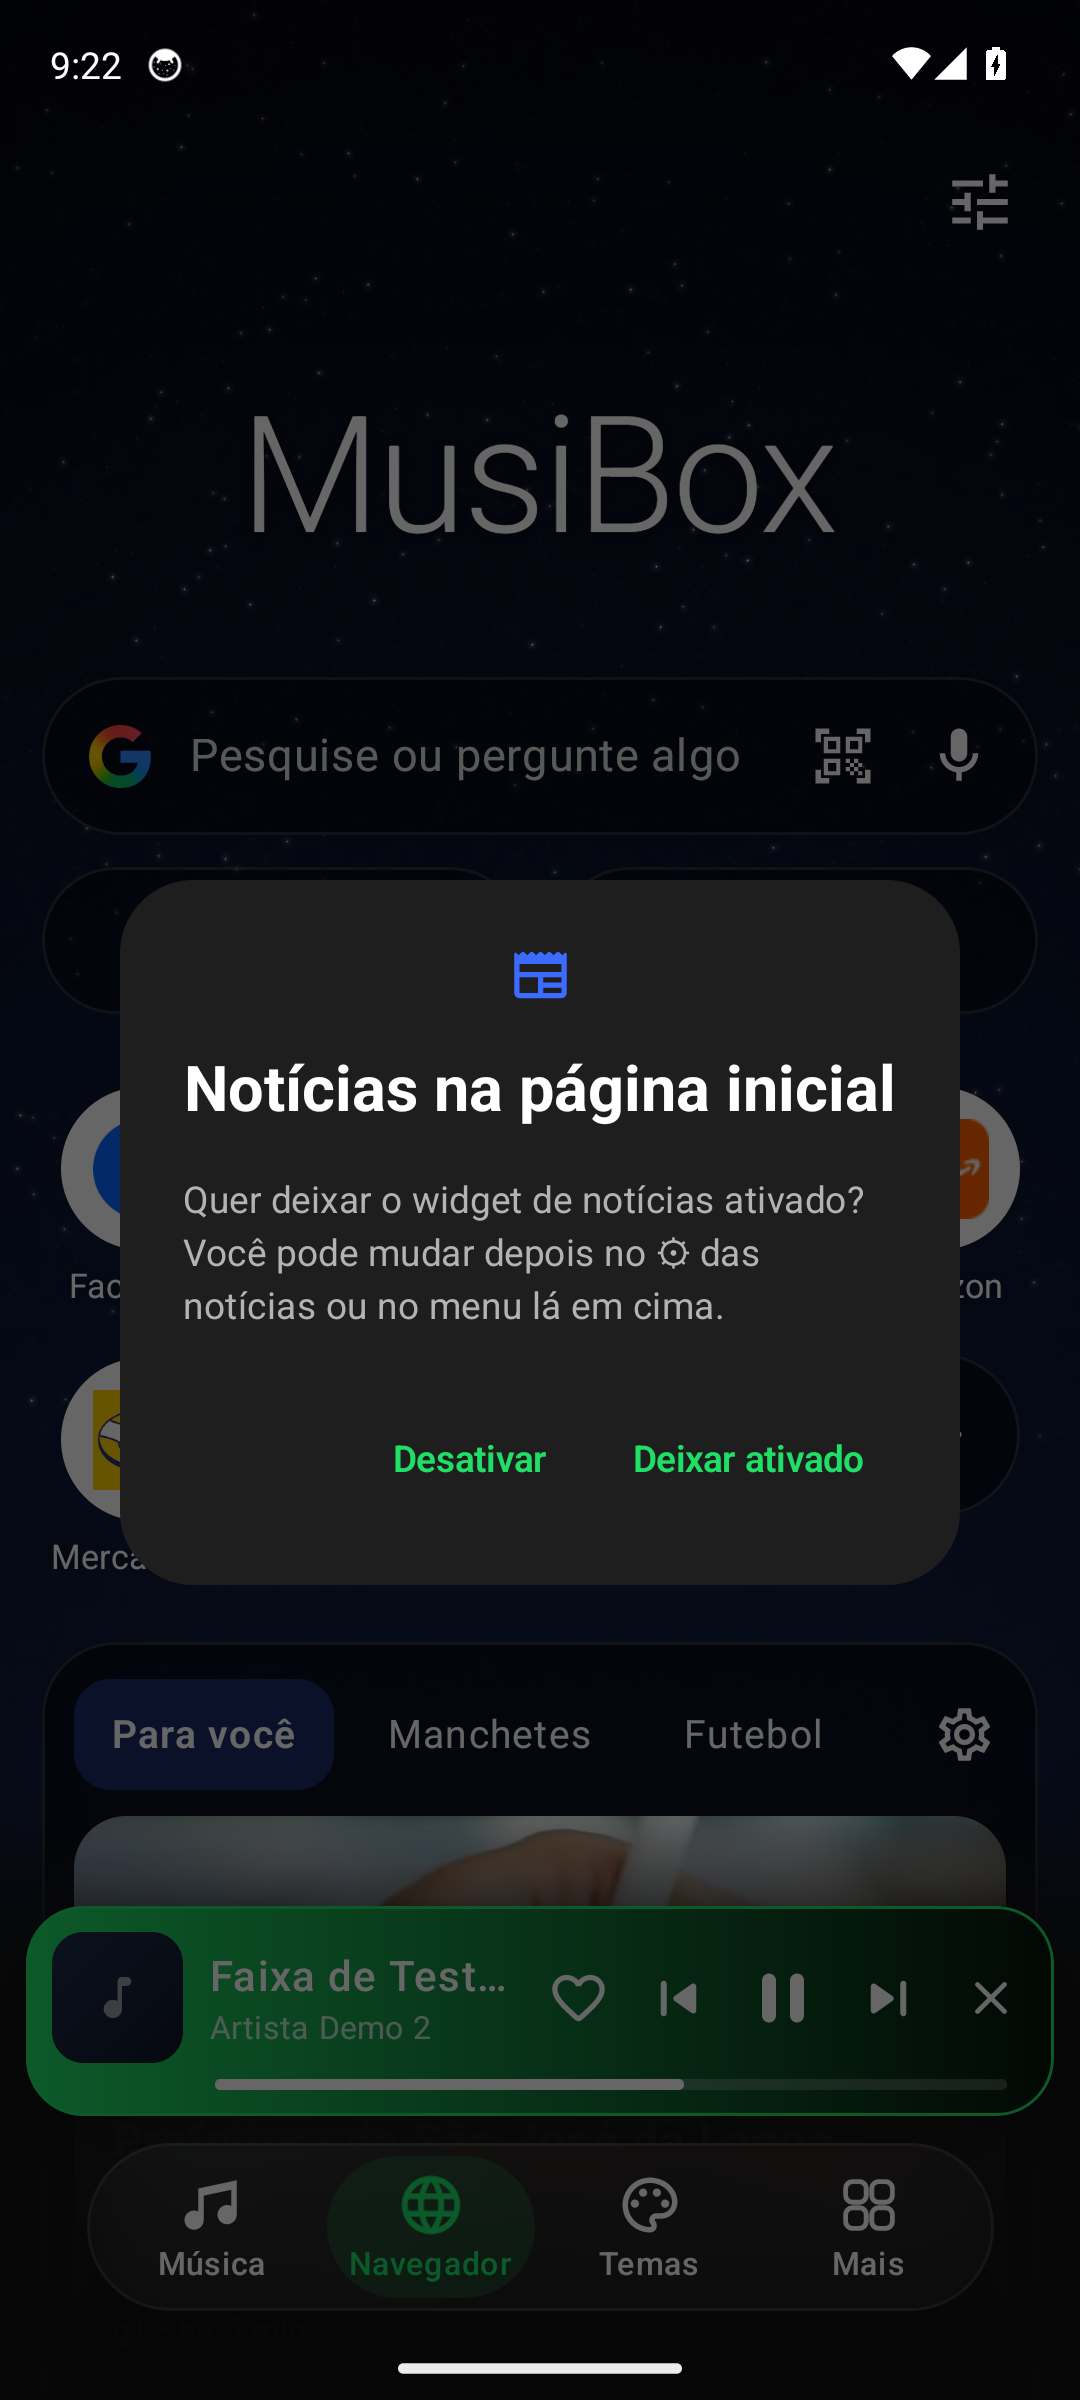 9:22
MusiBox
Pesquise ou pergunte algo
Notícias na página inicial
Quer deixar o widget de notícias ativado?
Você pode mudar depois no ⚙ das
notícias ou no menu lá em cima.
Desativar
Deixar ativado
Para você
Manchetes
Futebol
Faixa de Test...
Artista Demo 2
Música
Navegador
Temas
Mais